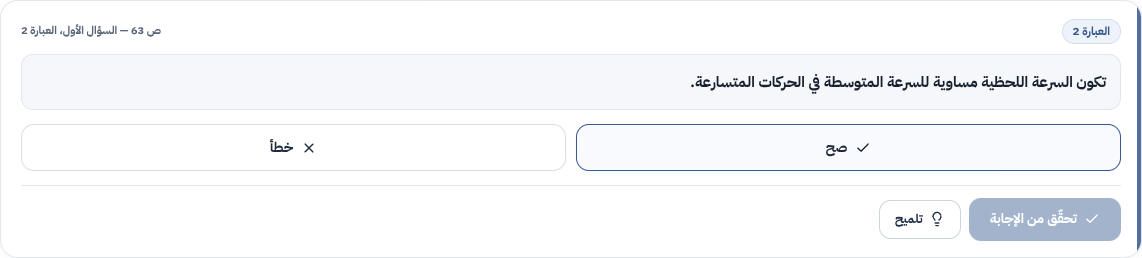 العبارة 2
ص 63 — السؤال الأول، العبارة 2
تكون السرعة اللحظية مساوية للسرعة المتوسطة في الحركات المتسارعة.
صح
خطأ
تحقّق من الإجابة
تلميح